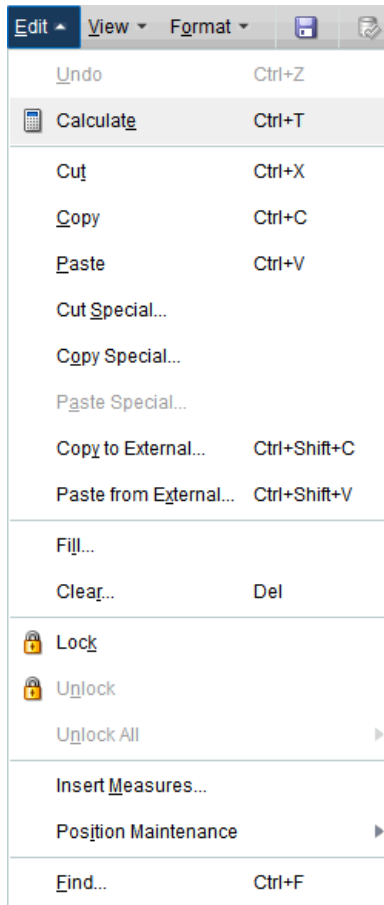 Edit View Format
Undo Ctrl+Z
Calculate Ctrl+T
Cut Ctrl+X
Copy Ctrl+C
Paste Ctrl+V
Cut Special...
Copy Special...
Paste Special...
Copy to External... Ctrl+Shift+C
Paste from External... Ctrl+Shift+V
Fill...
Clear... Del
Lock
Unlock
Unlock All
Insert Measures...
Position Maintenance
Find... Ctrl+F